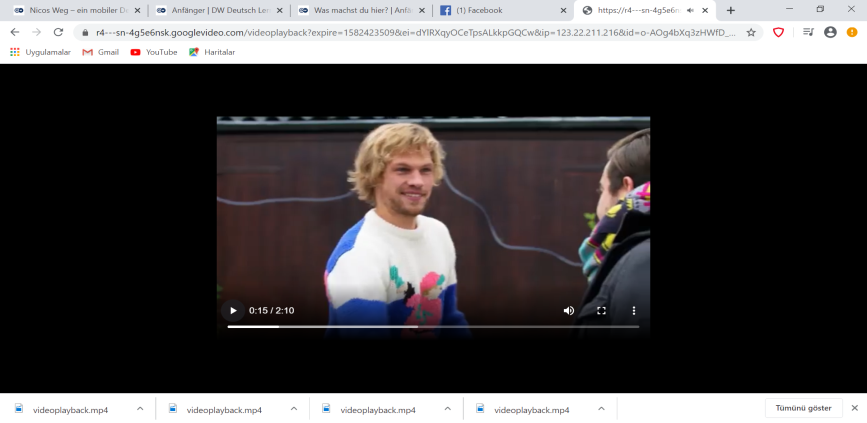 Nicos Weg – ein mobiler D
Anfänger | DW Deutsch Ler
Was machst du hier? | Anfä
(1) Facebook
https://r4---sn-4g5e6n
r4---sn-4g5e6nsk.googlevideo.com/videoplayback?expire=1582423509&ei=dYlRXqyOCeTpsALkkpGQCw&ip=123.22.211.216&id=o-AOg4bXq3zHWfD_...
Uygulamalar
Gmail
YouTube
Haritalar
0:15 / 2:10
videoplayback.mp4
videoplayback.mp4
videoplayback.mp4
videoplayback.mp4
Tümünü göster